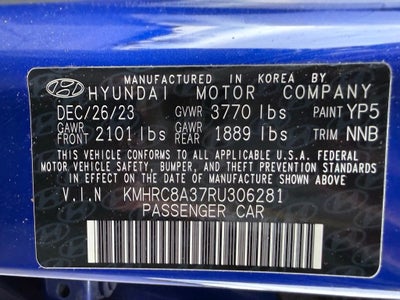 MANUFACTURED IN KOREA BY
HYUNDAI MOTOR COMPANY
DEC/26/23 GVWR 3770 lbs PAINT YP5
GAWR FRONT 2101 lbs GAWR REAR 1889 lbs TRIM NNB
THIS VEHICLE CONFORMS TO ALL APPLICABLE U.S.A. FEDERAL
MOTOR VEHICLE SAFETY, BUMPER, AND THEFT PREVENTION STANDARDS
IN EFFECT ON THE DATE OF MANUFACTURE SHOWN ABOVE.
V.I.N KMHRC8A37RU306281
PASSENGER CAR